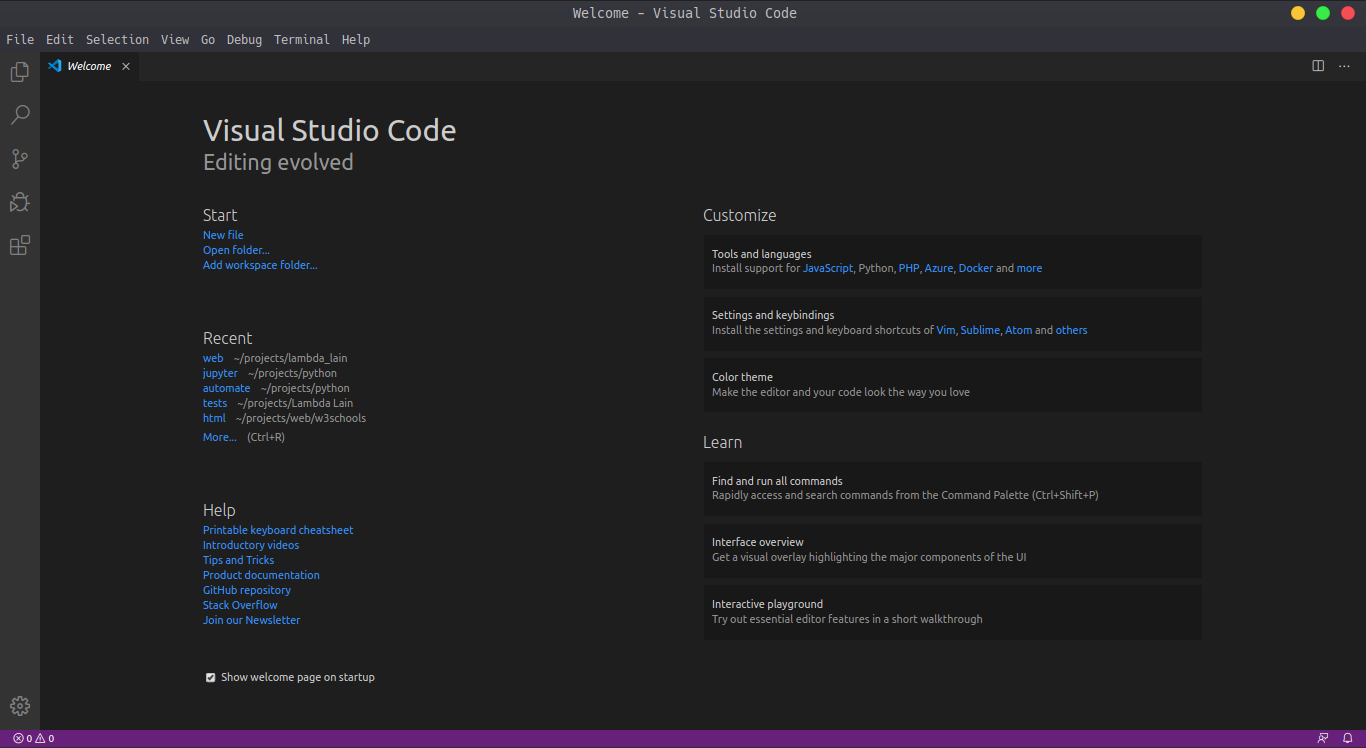 Welcome - Visual Studio Code
File Edit Selection View Go Debug Terminal Help
Welcome
Visual Studio Code
Editing evolved
Start
New file
Open folder...
Add workspace folder...
Recent
web ~/projects/lambda_lain
jupyter ~/projects/python
automate ~/projects/python
tests ~/projects/Lambda Lain
html ~/projects/web/w3schools
More... (Ctrl+R)
Help
Printable keyboard cheatsheet
Introductory videos
Tips and Tricks
Product documentation
GitHub repository
Stack Overflow
Join our Newsletter
Show welcome page on startup
Customize
Tools and languages
Install support for JavaScript, Python, PHP, Azure, Docker and more
Settings and keybindings
Install the settings and keyboard shortcuts of Vim, Sublime, Atom and others
Color theme
Make the editor and your code look the way you love
Learn
Find and run all commands
Rapidly access and search commands from the Command Palette (Ctrl+Shift+P)
Interface overview
Get a visual overlay highlighting the major components of the UI
Interactive playground
Try out essential editor features in a short walkthrough
0 0